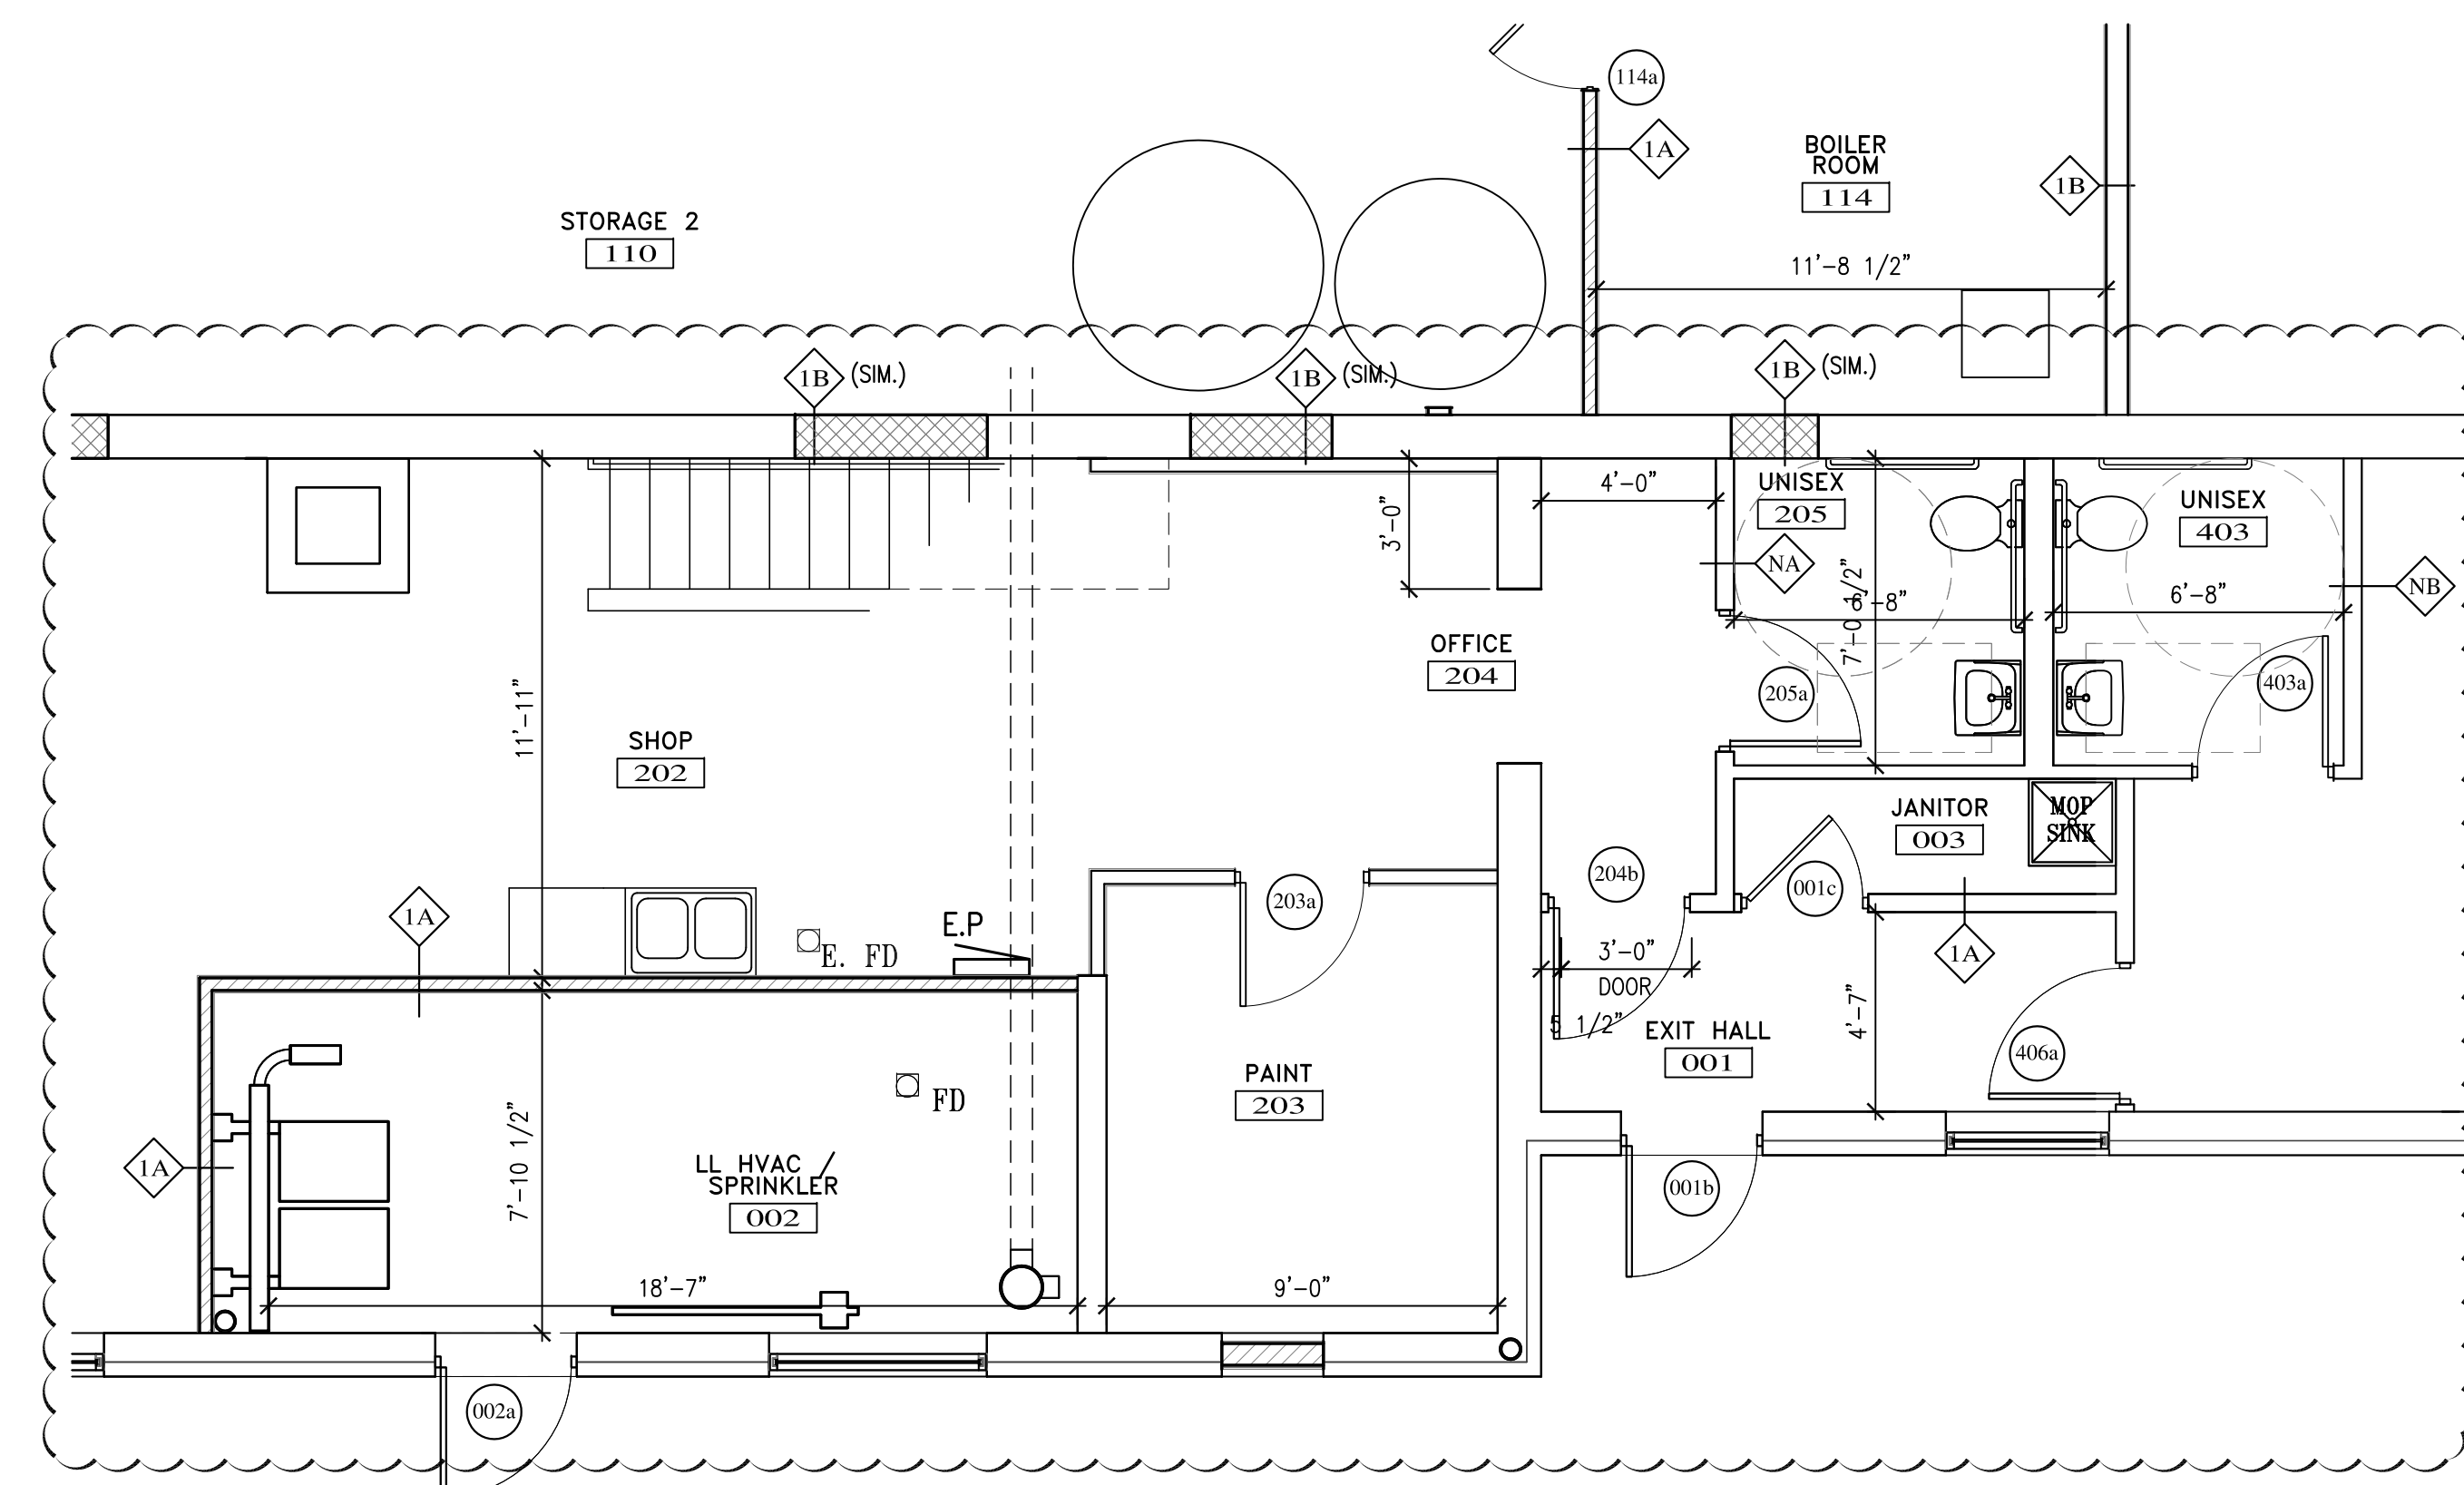 114a
1A
BOILER
ROOM
114
1B
STORAGE 2
110
11'-8 1/2"
1B (SIM.)
1B (SIM.)
1B (SIM.)
4'-0"
UNISEX
205
UNISEX
403
3'-0"
NA
NB
6'-8"
6'-8"
7'-0 1/2"
OFFICE
204
205a
403a
11'-11"
SHOP
202
JANITOR
003
MOP
SINK
204b
001c
203a
1A
E.P
E. FD
3'-0"
DOOR
5 1/2"
1A
4'-7"
EXIT HALL
001
406a
PAINT
203
FD
7'-10 1/2"
1A
LL HVAC /
SPRINKLER
002
001b
18'-7"
9'-0"
002a